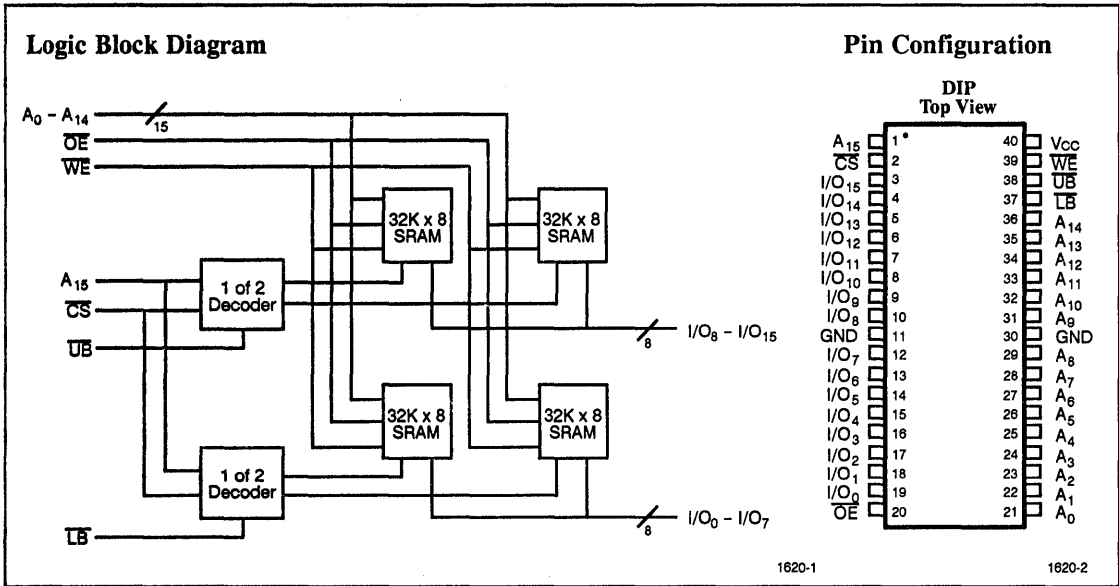 Logic Block Diagram
A0 – A14
15
OE
WE
32K x 8
SRAM
32K x 8
SRAM
A15
CS
UB
1 of 2
Decoder
8
I/O8 – I/O15
32K x 8
SRAM
32K x 8
SRAM
1 of 2
Decoder
LB
8
I/O0 – I/O7
1620-1
Pin Configuration
DIP
Top View
A15 1 40 VCC
CS 2 39 WE
I/O15 3 38 UB
I/O14 4 37 LB
I/O13 5 36 A14
I/O12 6 35 A13
I/O11 7 34 A12
I/O10 8 33 A11
I/O9 9 32 A10
I/O8 10 31 A9
GND 11 30 GND
I/O7 12 29 A8
I/O6 13 28 A7
I/O5 14 27 A6
I/O4 15 26 A5
I/O3 16 25 A4
I/O2 17 24 A3
I/O1 18 23 A2
I/O0 19 22 A1
OE 20 21 A0
1620-2